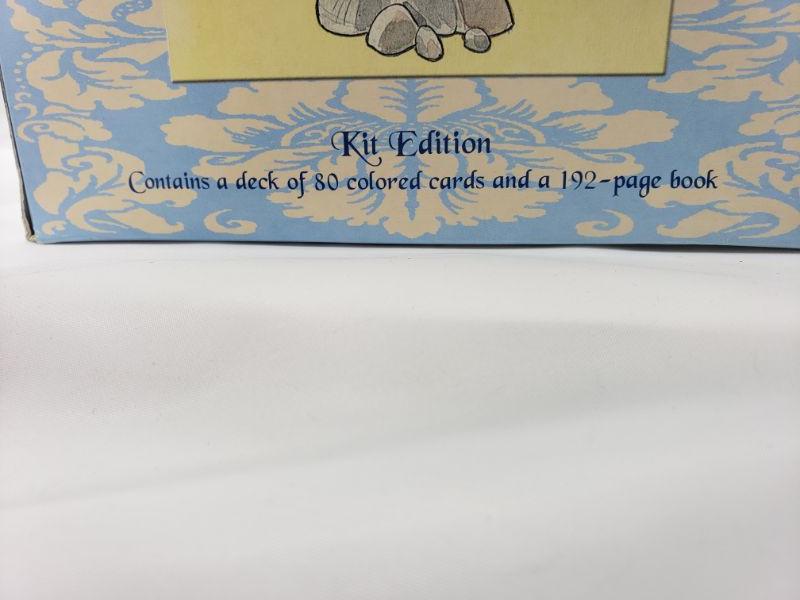 Kit Edition
Contains a deck of 80 colored cards and a 192-page book